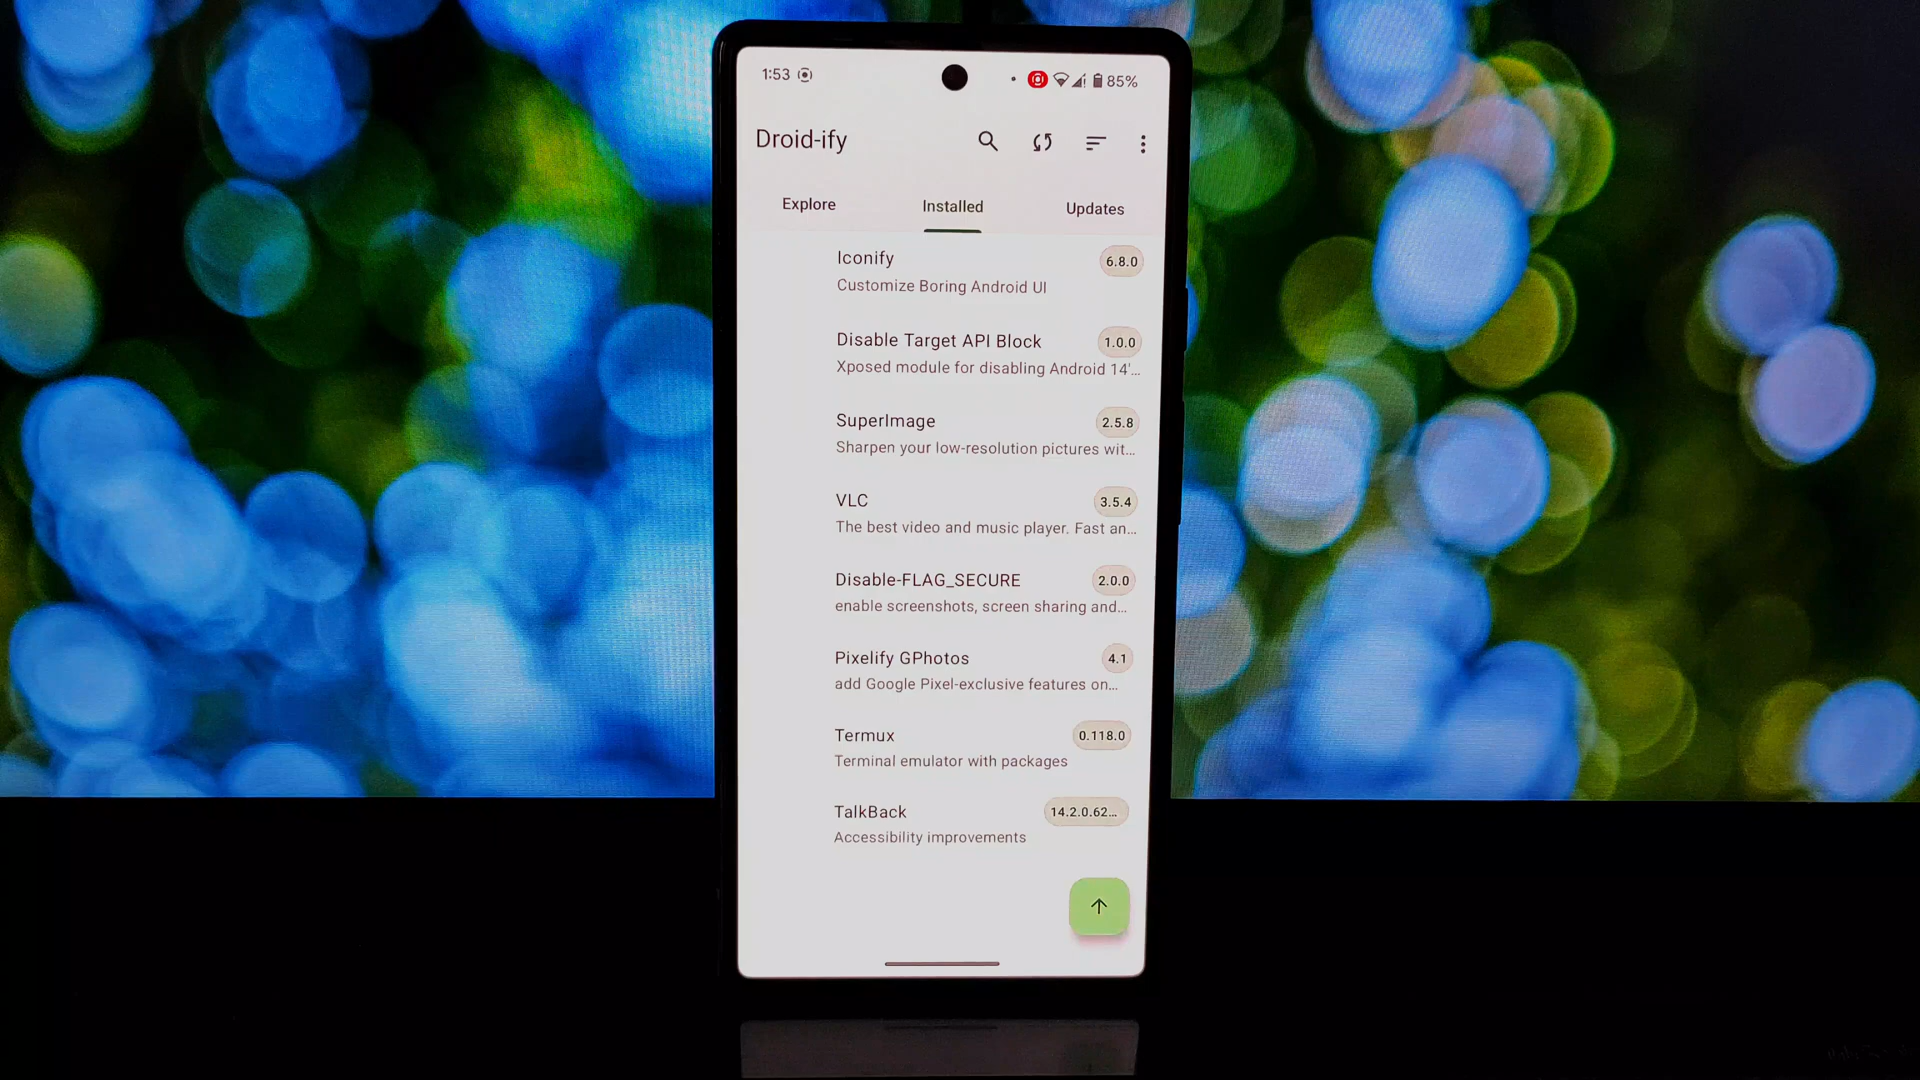 1:53
85%
Droid-ify
Explore
Installed
Updates
Iconify
6.8.0
Customize Boring Android UI
Disable Target API Block
1.0.0
Xposed module for disabling Android 14'...
SuperImage
2.5.8
Sharpen your low-resolution pictures wit...
VLC
3.5.4
The best video and music player. Fast an...
Disable-FLAG_SECURE
2.0.0
enable screenshots, screen sharing and...
Pixelify GPhotos
4.1
add Google Pixel-exclusive features on...
Termux
0.118.0
Terminal emulator with packages
TalkBack
14.2.0.62...
Accessibility improvements